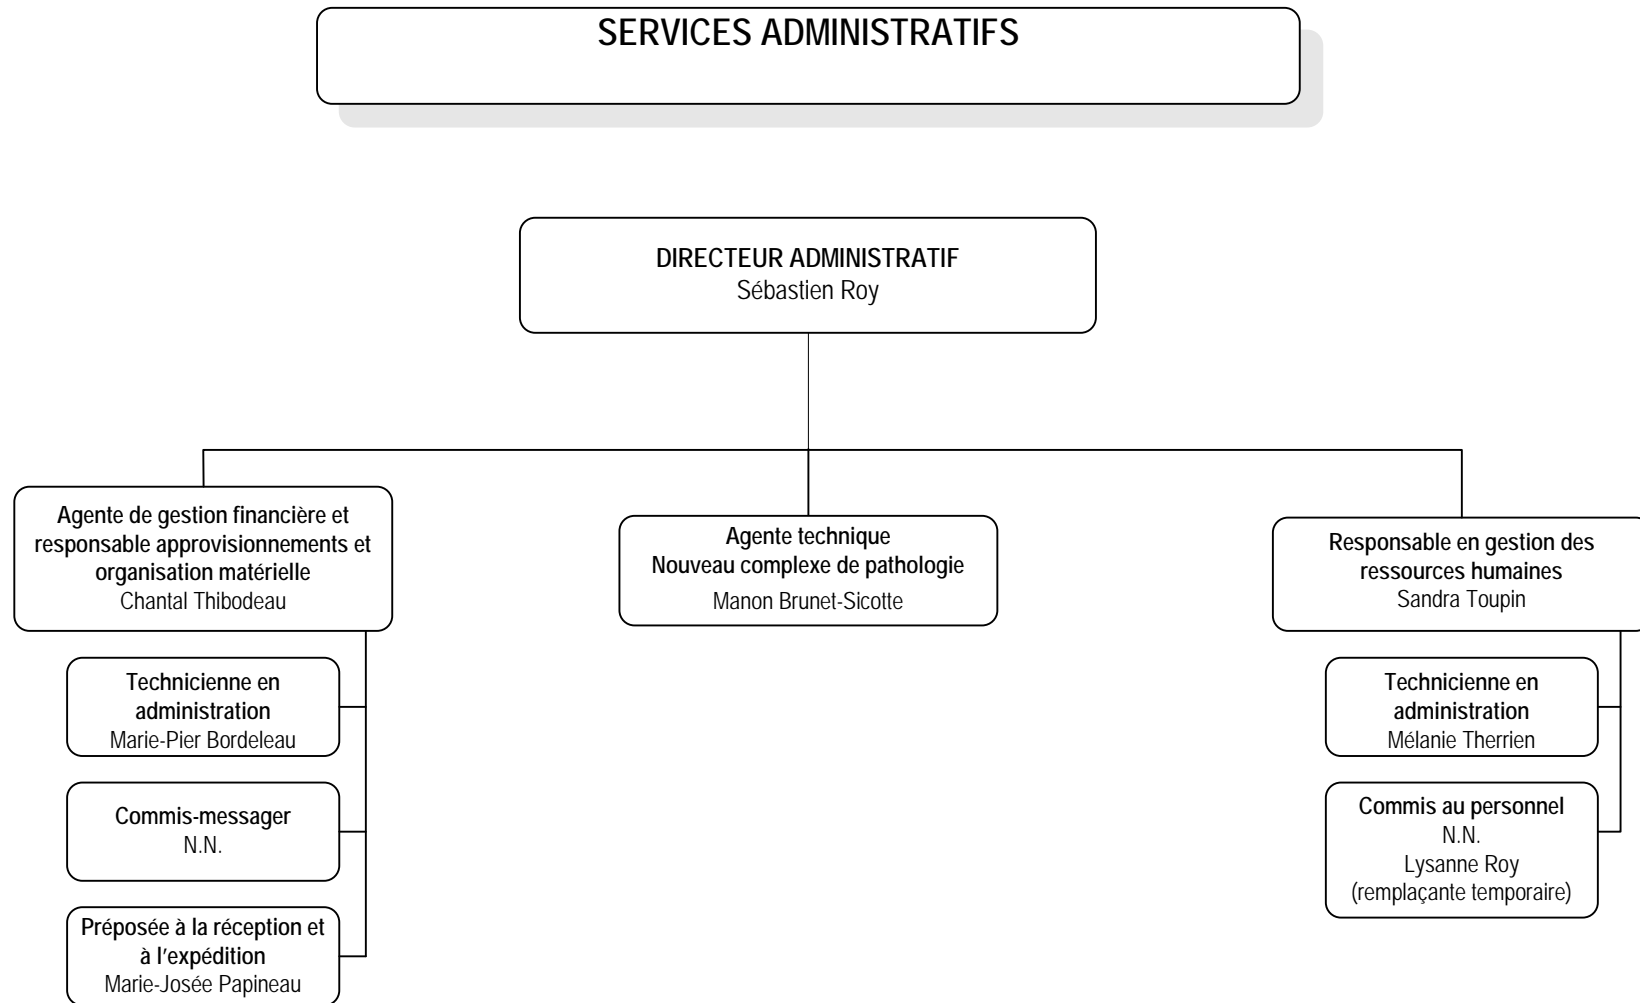 SERVICES ADMINISTRATIFS
DIRECTEUR ADMINISTRATIF
Sébastien Roy
Agente de gestion financière et
responsable approvisionnements et
organisation matérielle
Chantal Thibodeau
Technicienne en
administration
Marie-Pier Bordeleau
Commis-messager
N.N.
Préposée à la réception et
à l'expédition
Marie-Josée Papineau
Agente technique
Nouveau complexe de pathologie
Manon Brunet-Sicotte
Responsable en gestion des
ressources humaines
Sandra Toupin
Technicienne en
administration
Mélanie Therrien
Commis au personnel
N.N.
Lysanne Roy
(remplaçante temporaire)